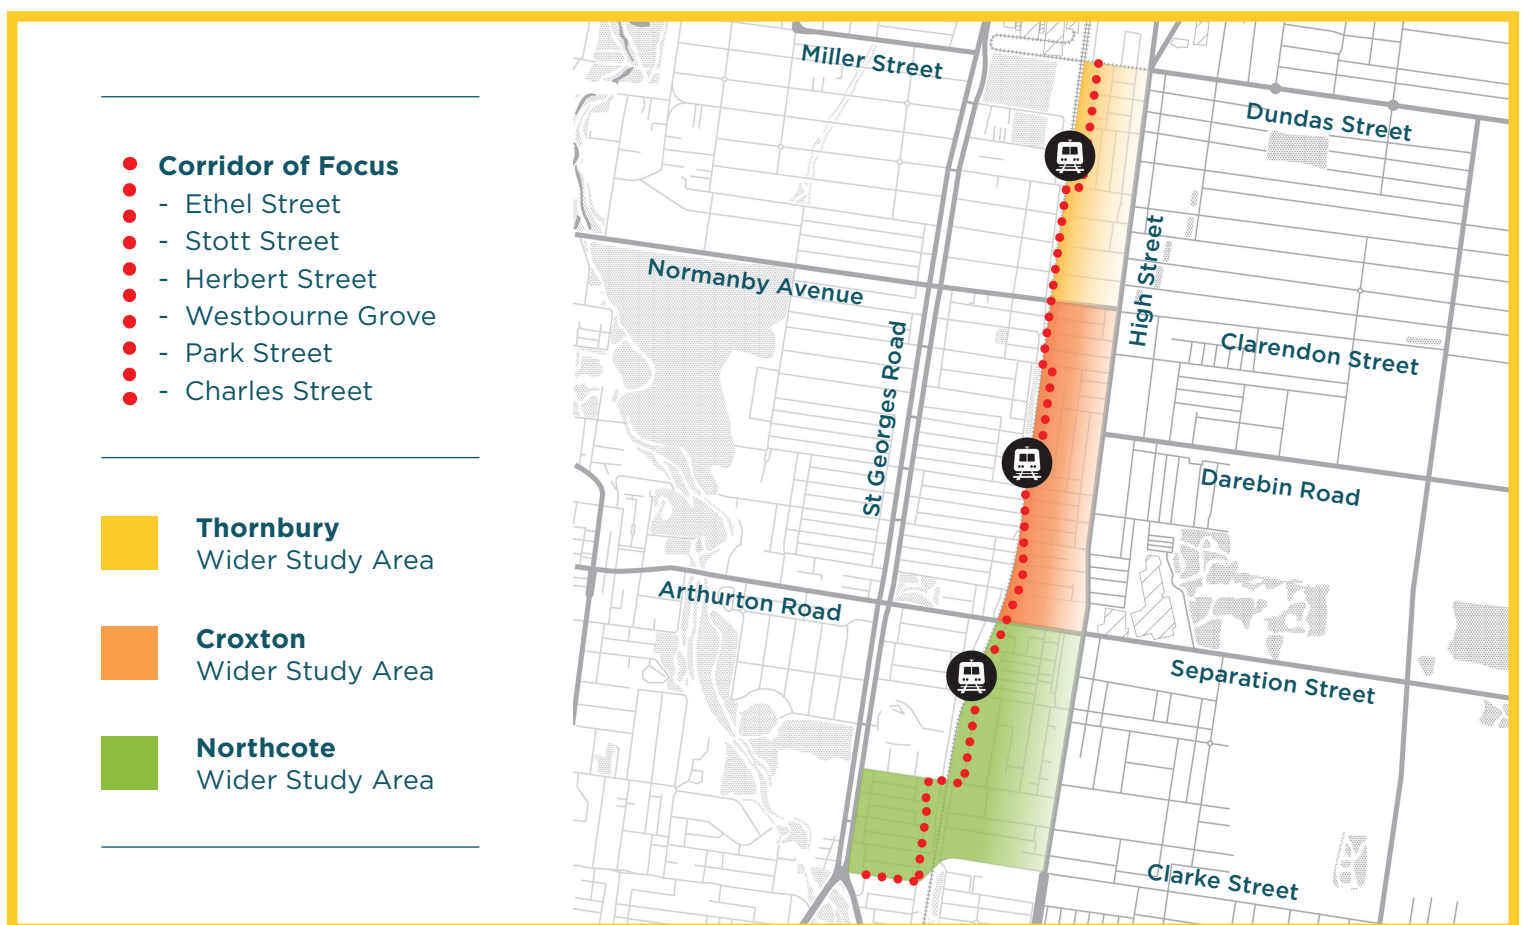 Corridor of Focus
- Ethel Street
- Stott Street
- Herbert Street
- Westbourne Grove
- Park Street
- Charles Street
Thornbury
Wider Study Area
Croxton
Wider Study Area
Northcote
Wider Study Area
Miller Street
Dundas Street
Normanby Avenue
High Street
St Georges Road
Clarendon Street
Darebin Road
Arthurton Road
Separation Street
Clarke Street